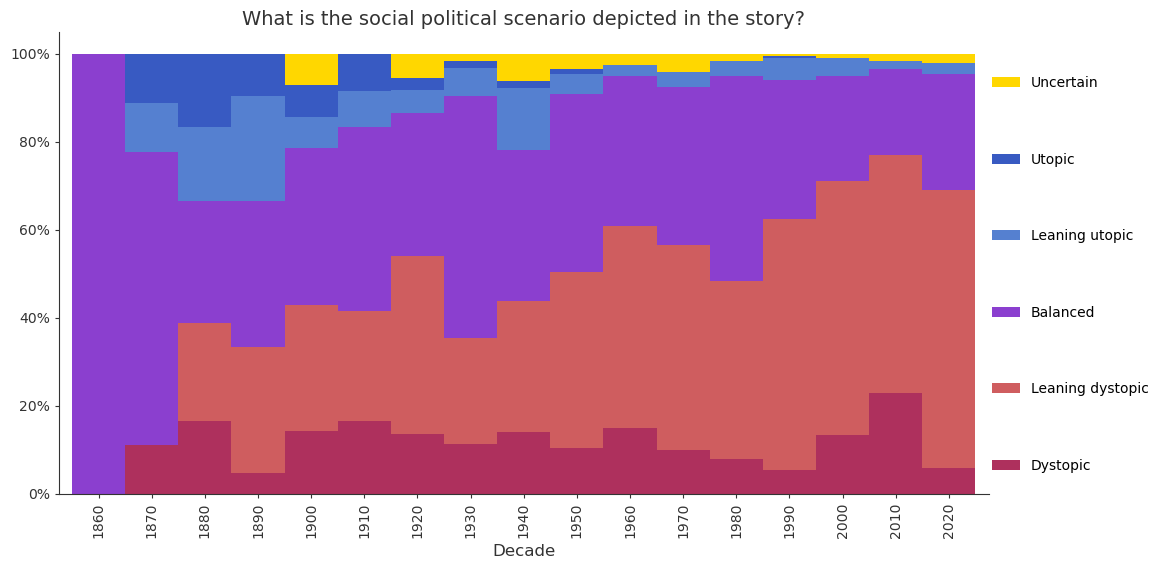 What is the social political scenario depicted in the story?
100%
80%
60%
40%
20%
0%
Uncertain
Utopic
Leaning utopic
Balanced
Leaning dystopic
Dystopic
1860
1870
1880
1890
1900
1910
1920
1930
1940
1950
1960
1970
1980
1990
2000
2010
2020
Decade